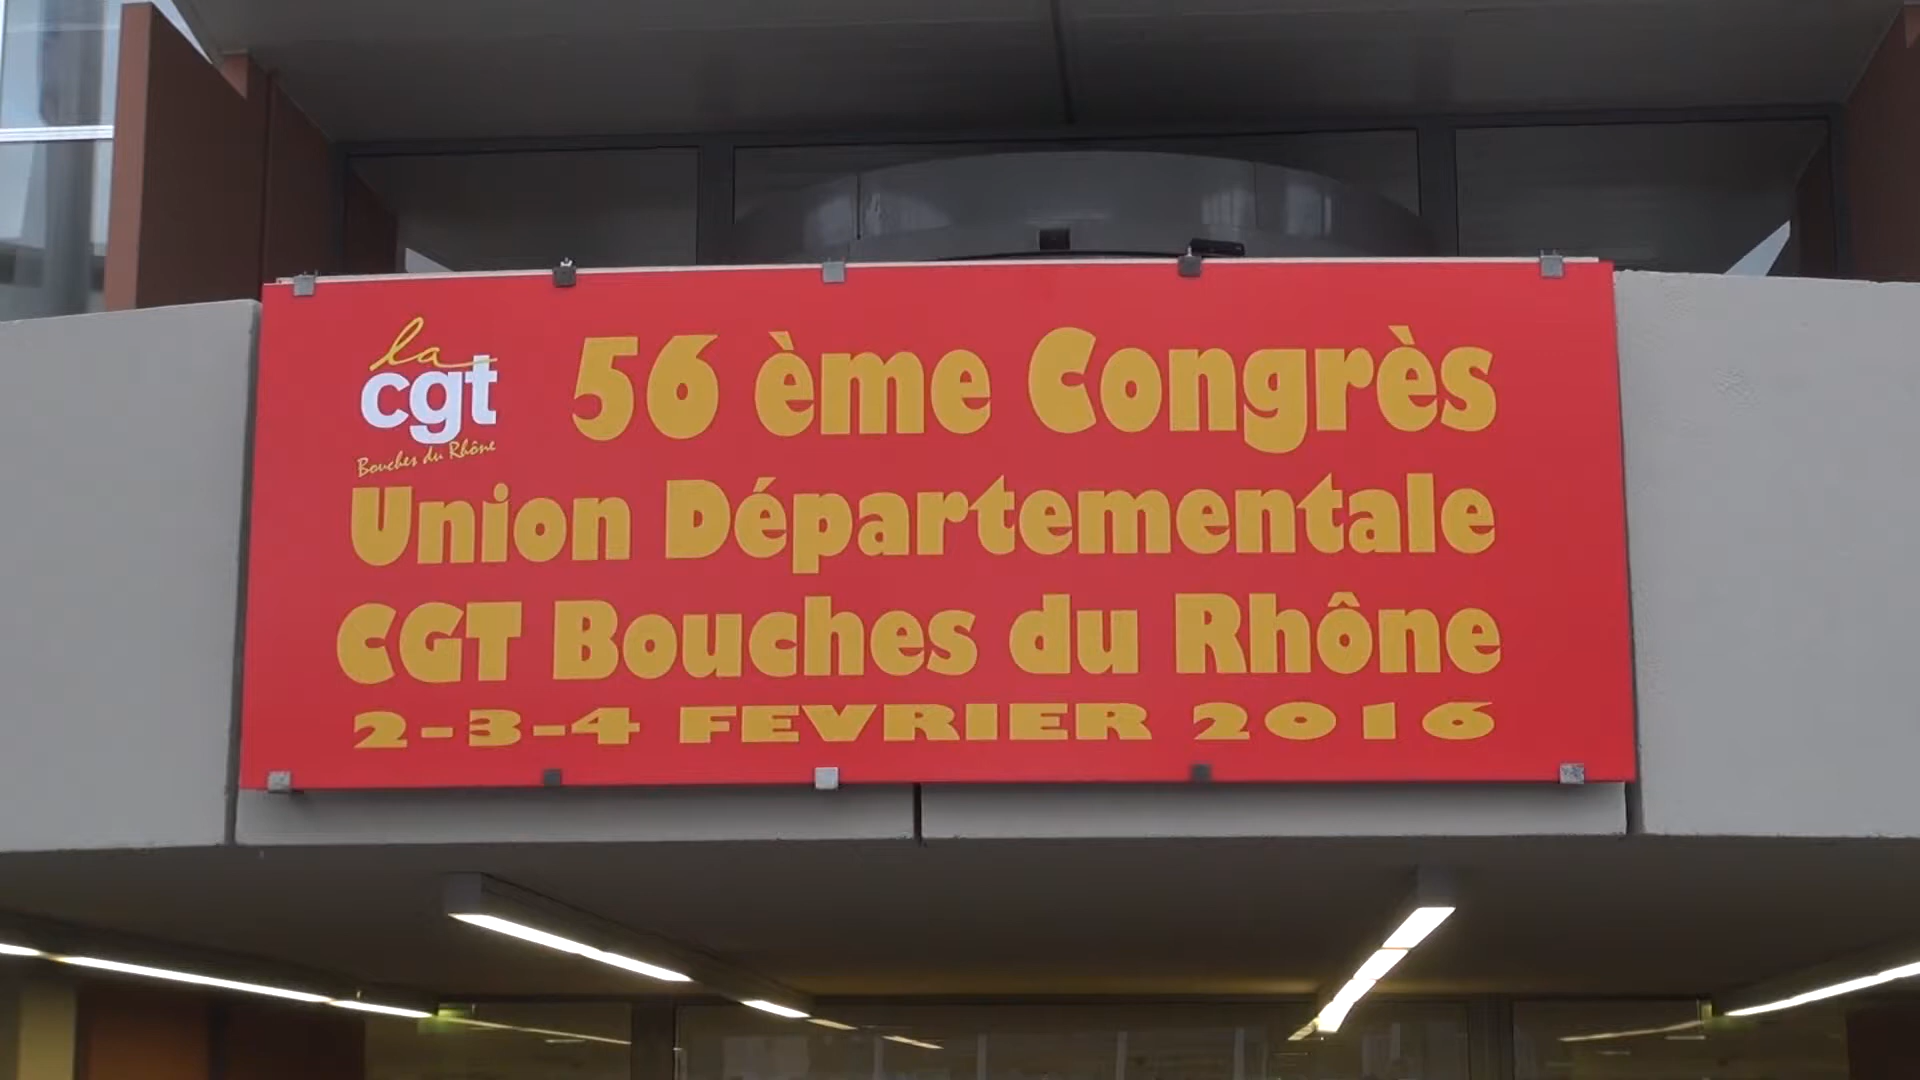 la
cgt
Bouches du Rhône
56 ème Congrès
Union Départementale
CGT Bouches du Rhône
2-3-4 FEVRIER 2016